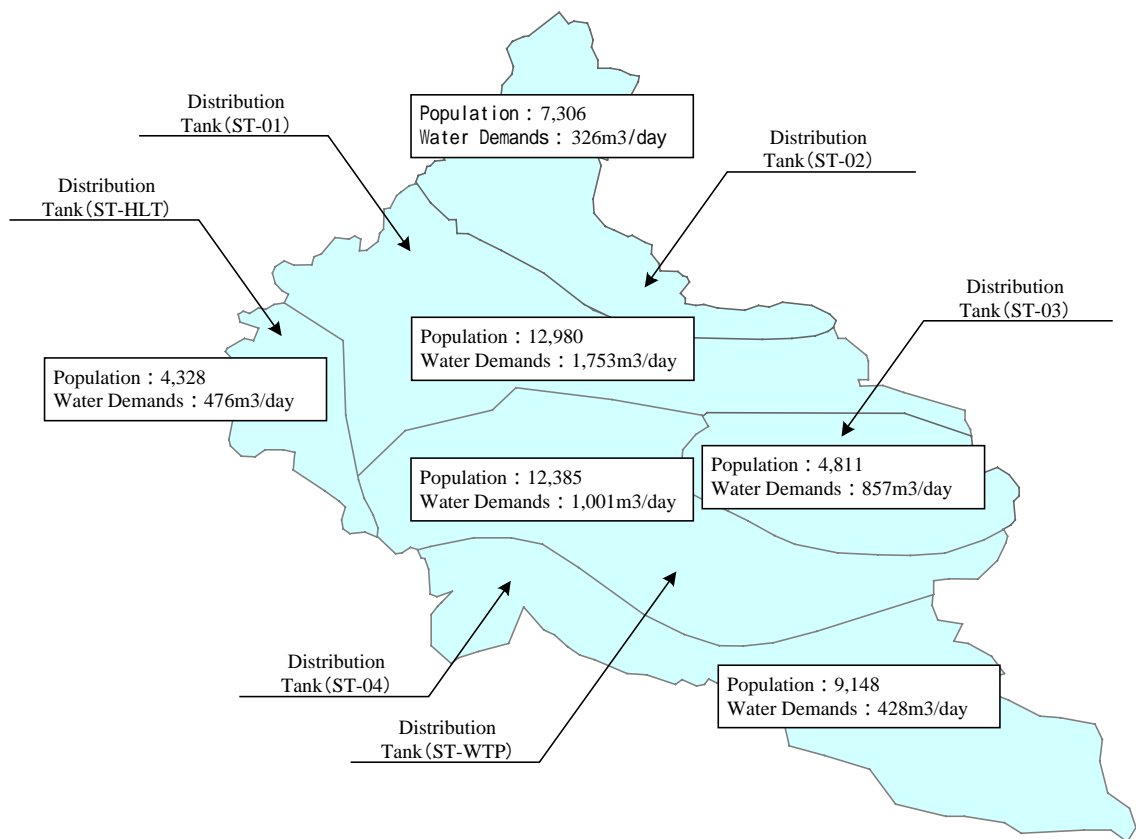 Population：7,306
Water Demands：326m3/day
Distribution
Tank(ST-01)
Distribution
Tank(ST-02)
Distribution
Tank(ST-HLT)
Distribution
Tank(ST-03)
Population：12,980
Water Demands：1,753m3/day
Population：4,328
Water Demands：476m3/day
Population：12,385
Water Demands：1,001m3/day
Population：4,811
Water Demands：857m3/day
Distribution
Tank(ST-04)
Population：9,148
Water Demands：428m3/day
Distribution
Tank(ST-WTP)